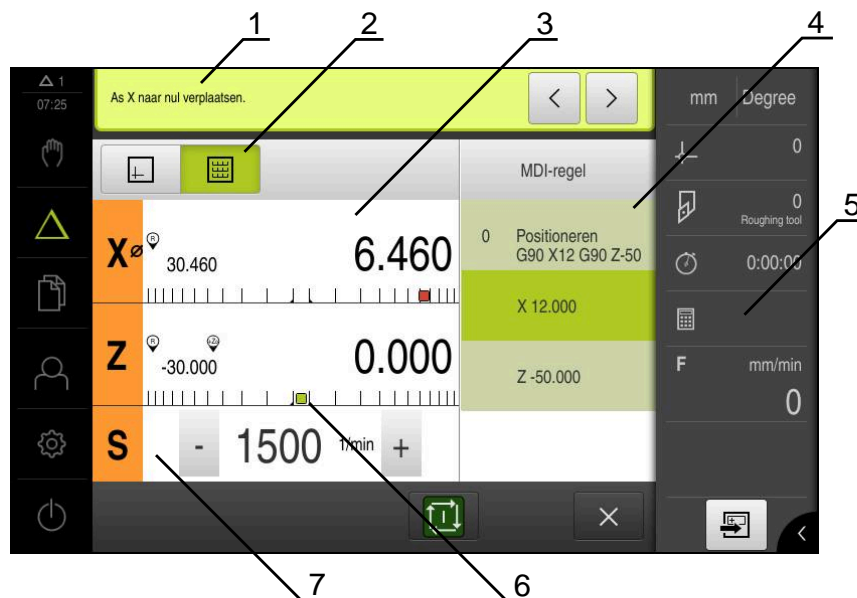 1 2 3 4
1
07:25
As X naar nul verplaatsen.
mm Degree
0
MDI-regel
0
Roughing tool
5
X⌀ R 30.460 6.460
0 Positioneren
G90 X12 G90 Z-50
0:00:00
X 12.000
Z R -30.000 0.000
Z -50.000
F mm/min
0
S - 1500 1/min +
7 6